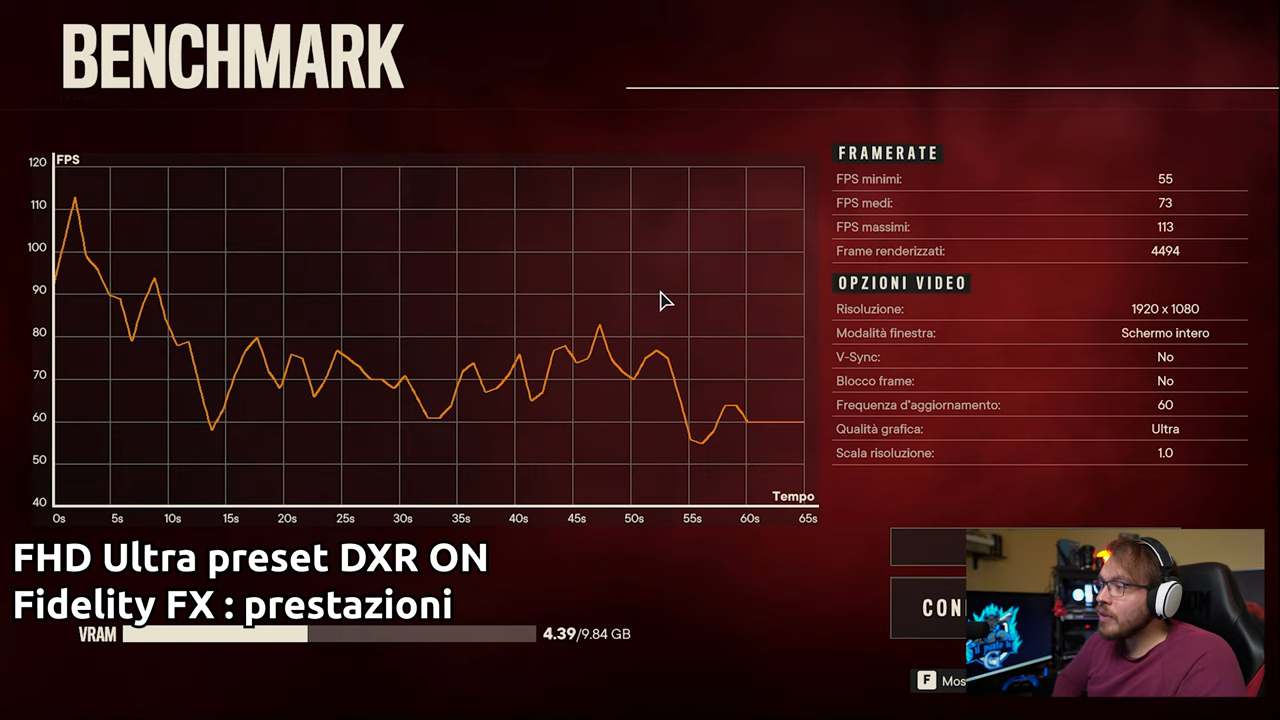 BENCHMARK
FPS
120
110
100
90
80
70
60
50
40
Tempo
0s 5s 10s 15s 20s 25s 30s 35s 40s 45s 50s 55s 60s 65s
FRAMERATE
FPS minimi: 55
FPS medi: 73
FPS massimi: 113
Frame renderizzati: 4494
OPZIONI VIDEO
Risoluzione: 1920 x 1080
Modalità finestra: Schermo intero
V-Sync: No
Blocco frame: No
Frequenza d'aggiornamento: 60
Qualità grafica: Ultra
Scala risoluzione: 1.0
FHD Ultra preset DXR ON
Fidelity FX : prestazioni
VRAM 4.39/9.84 GB
CON
F Mos